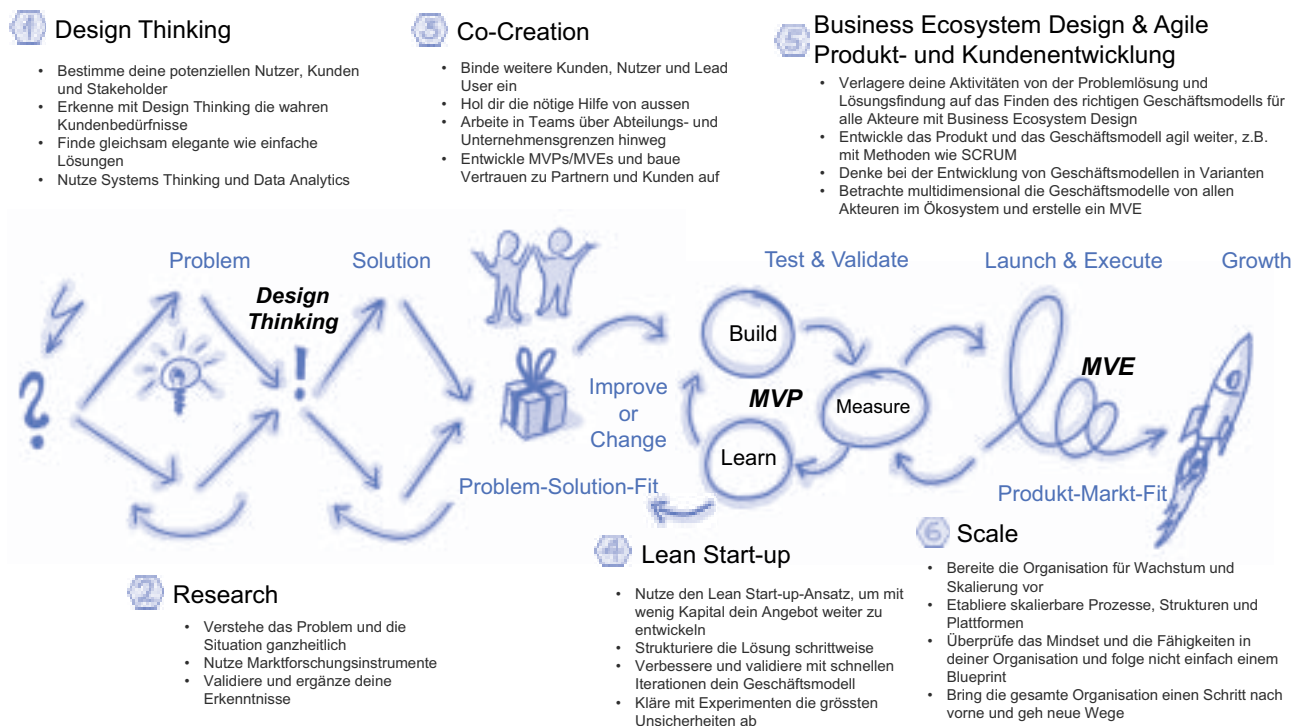 1 Design Thinking
• Bestimme deine potenziellen Nutzer, Kunden
und Stakeholder
• Erkenne mit Design Thinking die wahren
Kundenbedürfnisse
• Finde gleichsam elegante wie einfache
Lösungen
• Nutze Systems Thinking und Data Analytics
3 Co-Creation
• Binde weitere Kunden, Nutzer und Lead
User ein
• Hol dir die nötige Hilfe von aussen
• Arbeite in Teams über Abteilungs- und
Unternehmensgrenzen hinweg
• Entwickle MVPs/MVEs und baue
Vertrauen zu Partnern und Kunden auf
5 Business Ecosystem Design & Agile
Produkt- und Kundenentwicklung
• Verlagere deine Aktivitäten von der Problemlösung und
Lösungsfindung auf das Finden des richtigen Geschäftsmodells für
alle Akteure mit Business Ecosystem Design
• Entwickle das Produkt und das Geschäftsmodell agil weiter, z.B.
mit Methoden wie SCRUM
• Denke bei der Entwicklung von Geschäftsmodellen in Varianten
• Betrachte multidimensional die Geschäftsmodelle von allen
Akteuren im Ökosystem und erstelle ein MVE
Problem
Solution
Test & Validate
Launch & Execute
Growth
Design
Thinking
?
!
Build
MVP
Measure
Learn
MVE
Improve
or
Change
Problem-Solution-Fit
Produkt-Markt-Fit
2 Research
• Verstehe das Problem und die
Situation ganzheitlich
• Nutze Marktforschungsinstrumente
• Validiere und ergänze deine
Erkenntnisse
4 Lean Start-up
• Nutze den Lean Start-up-Ansatz, um mit
wenig Kapital dein Angebot weiter zu
entwickeln
• Strukturiere die Lösung schrittweise
• Verbessere und validiere mit schnellen
Iterationen dein Geschäftsmodell
• Kläre mit Experimenten die grössten
Unsicherheiten ab
6 Scale
• Bereite die Organisation für Wachstum und
Skalierung vor
• Etabliere skalierbare Prozesse, Strukturen und
Plattformen
• Überprüfe das Mindset und die Fähigkeiten in
deiner Organisation und folge nicht einfach einem
Blueprint
• Bring die gesamte Organisation einen Schritt nach
vorne und geh neue Wege